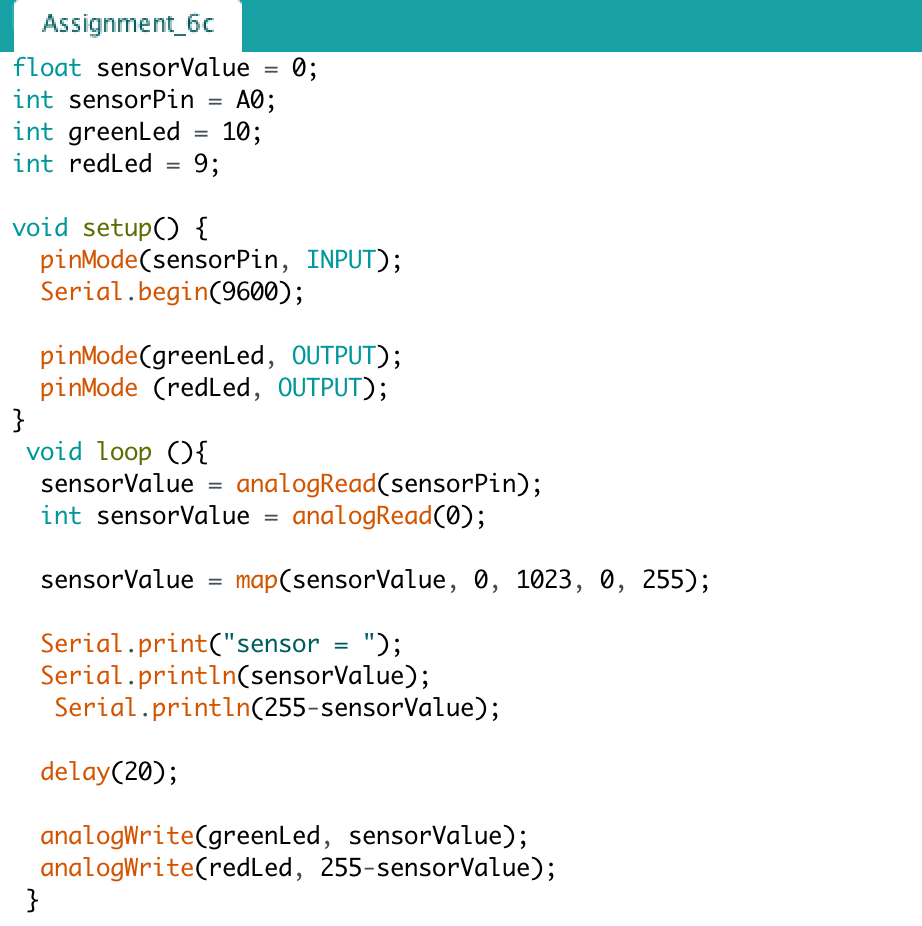 Assignment_6c
float sensorValue = 0;
int sensorPin = A0;
int greenLed = 10;
int redLed = 9;

void setup() {
  pinMode(sensorPin, INPUT);
  Serial.begin(9600);

  pinMode(greenLed, OUTPUT);
  pinMode (redLed, OUTPUT);
}
 void loop (){
  sensorValue = analogRead(sensorPin);
  int sensorValue = analogRead(0);

  sensorValue = map(sensorValue, 0, 1023, 0, 255);

  Serial.print("sensor = ");
  Serial.println(sensorValue);
   Serial.println(255-sensorValue);

  delay(20);

  analogWrite(greenLed, sensorValue);
  analogWrite(redLed, 255-sensorValue);
 }